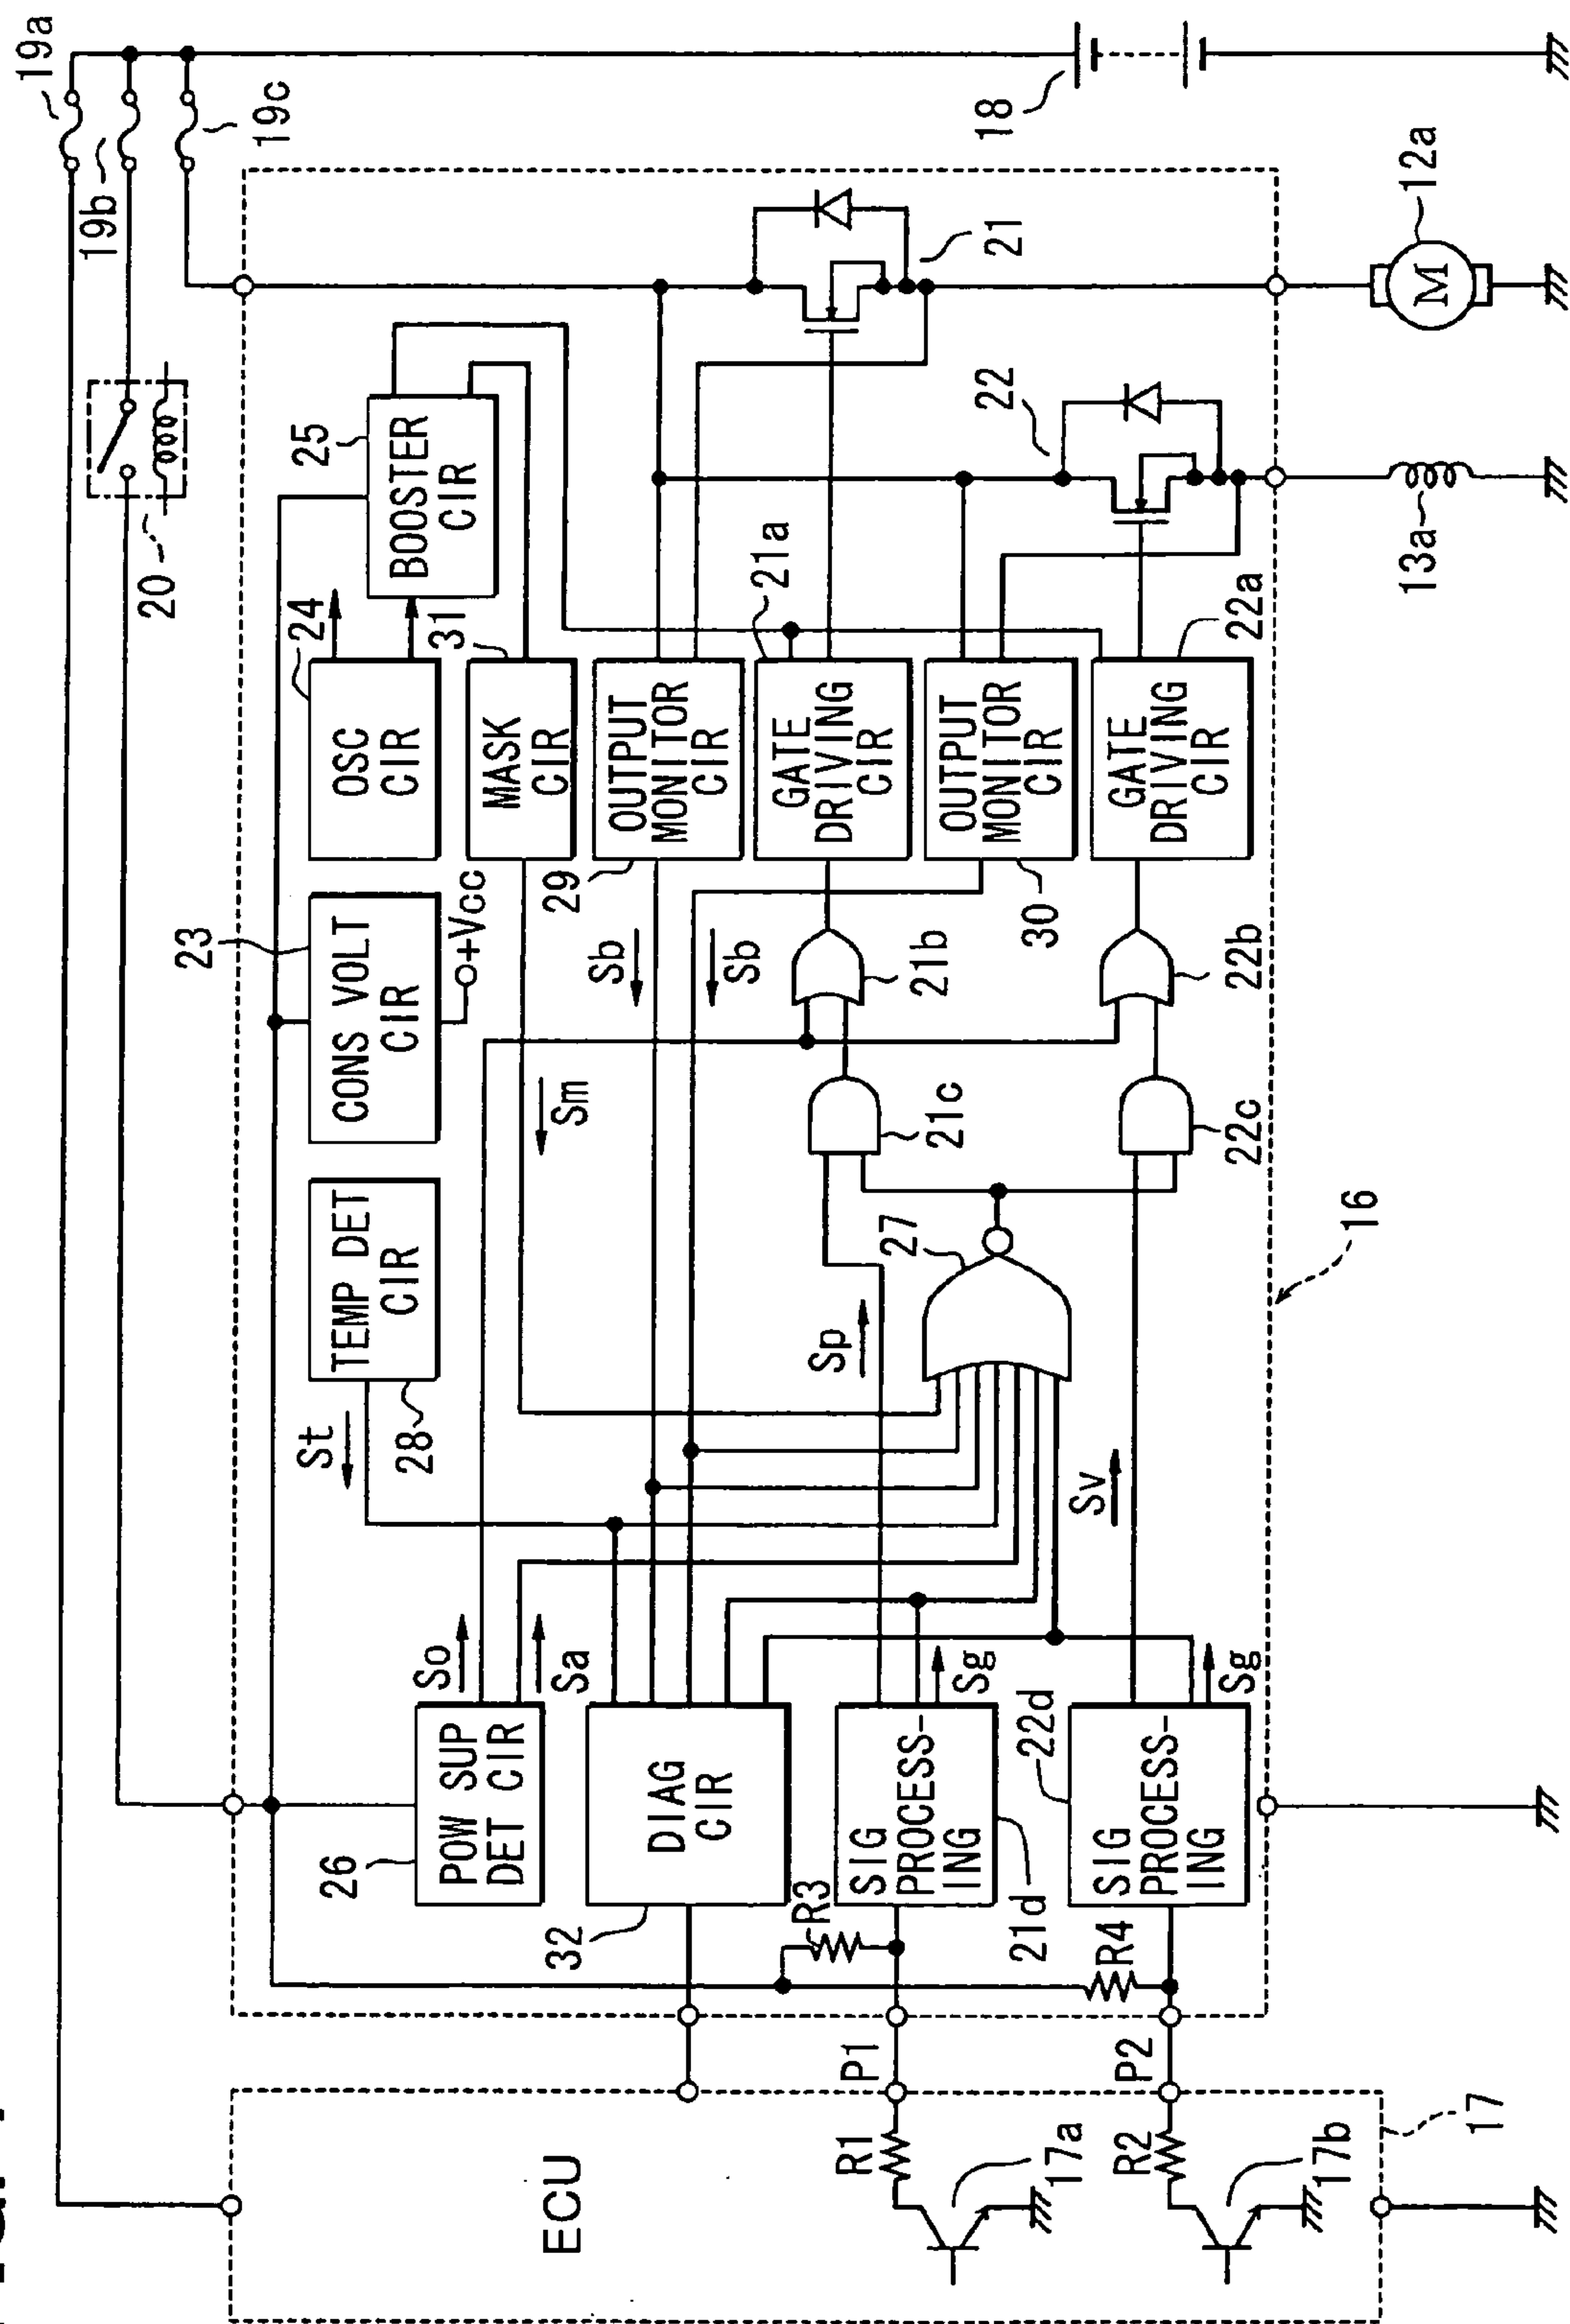 19a
19b
19c
18
12a
M
20
25
BOOSTER
CIR
21
22
13a
24
OSC
CIR
31
MASK
CIR
29
OUTPUT
MONITOR
CIR
21a
GATE
DRIVING
CIR
30
OUTPUT
MONITOR
CIR
22a
GATE
DRIVING
CIR
23
CONS VOLT
CIR
+Vcc
Sb
Sb
21b
22b
Sm
21c
22c
28
TEMP DET
CIR
St
27
Sp
Sv
16
So
Sa
26
POW SUP
DET CIR
32
DIAG
CIR
Sg
21d
SIG
PROCESS-
ING
Sg
22d
SIG
PROCESS-
ING
R3
R4
P1
P2
ECU
R1
17a
R2
17b
17